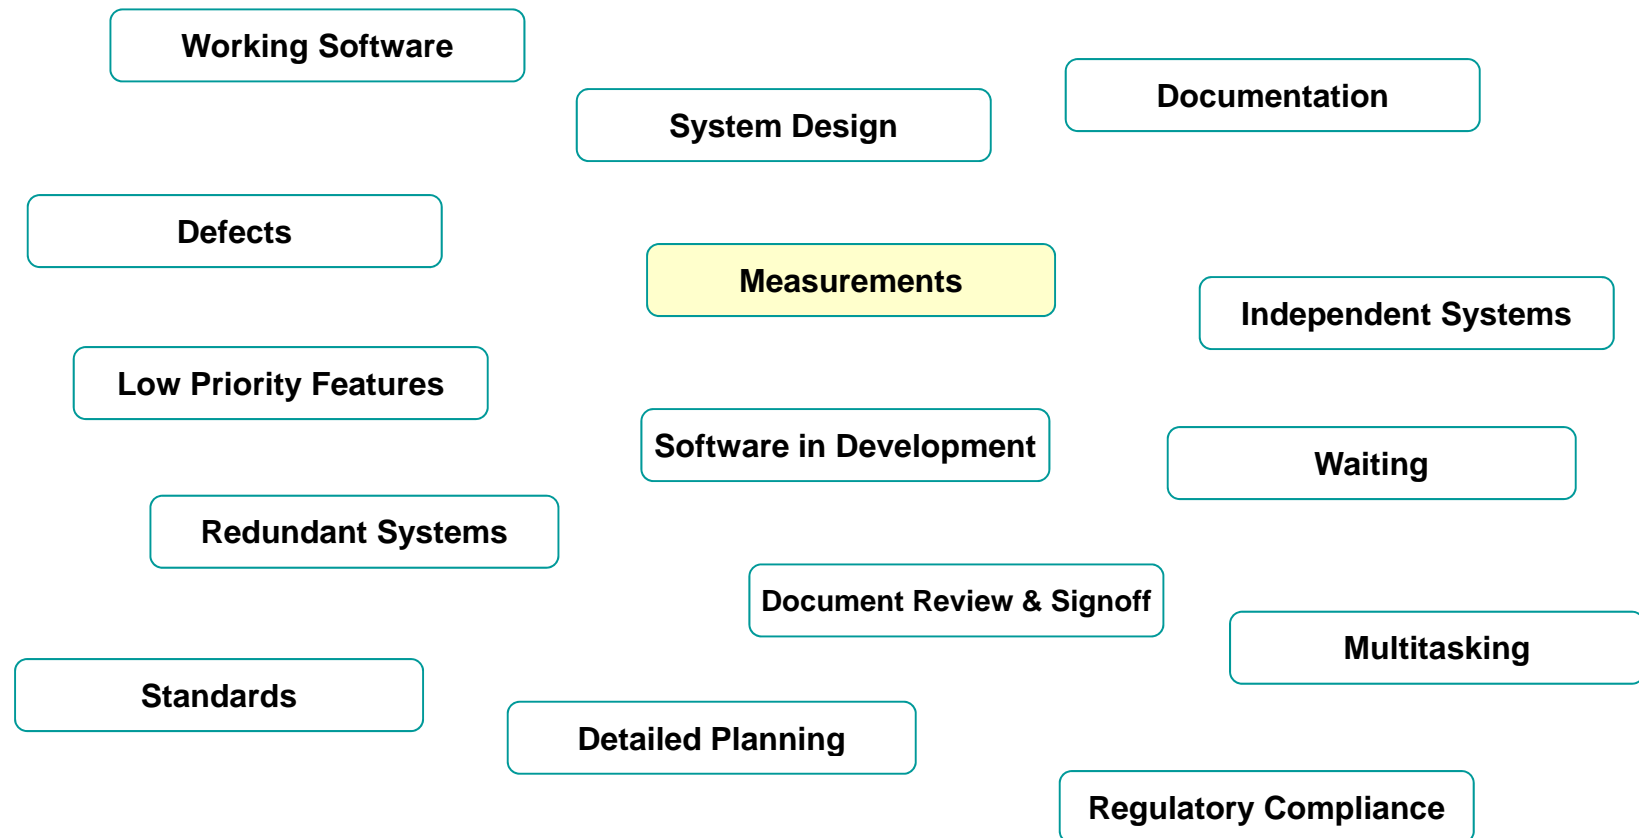 Working Software
System Design
Documentation
Defects
Measurements
Independent Systems
Low Priority Features
Software in Development
Waiting
Redundant Systems
Document Review & Signoff
Multitasking
Standards
Detailed Planning
Regulatory Compliance